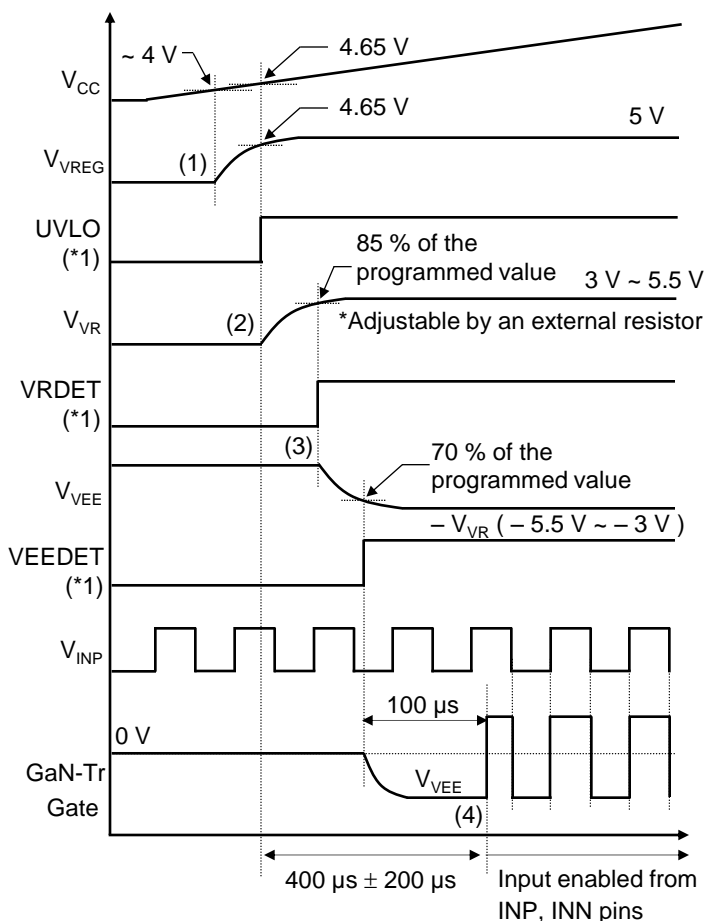 ~ 4 V
4.65 V
VCC
4.65 V
5 V
VVREG
(1)
UVLO
(*1)
85 % of the
programmed value
3 V ~ 5.5 V
VVR
(2)
*Adjustable by an external resistor
VRDET
(*1)
(3)
70 % of the
programmed value
VVEE
– VVR ( – 5.5 V ~ – 3 V )
VEEDET
(*1)
VINP
100 µs
0 V
GaN-Tr
Gate
VVEE
(4)
400 µs ± 200 µs
Input enabled from
INP, INN pins